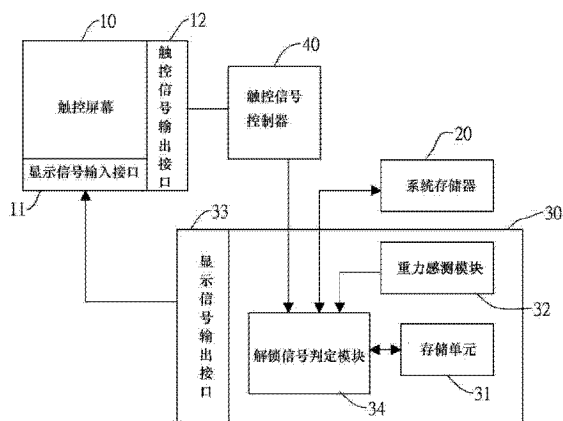 10
12
触控屏幕
触控信号输出接口
显示信号输入接口
11
40
触控信号
控制器
20
系统存储器
33
30
显示信号输出接口
重力感测模块
32
解锁信号判定模块
34
存储单元
31